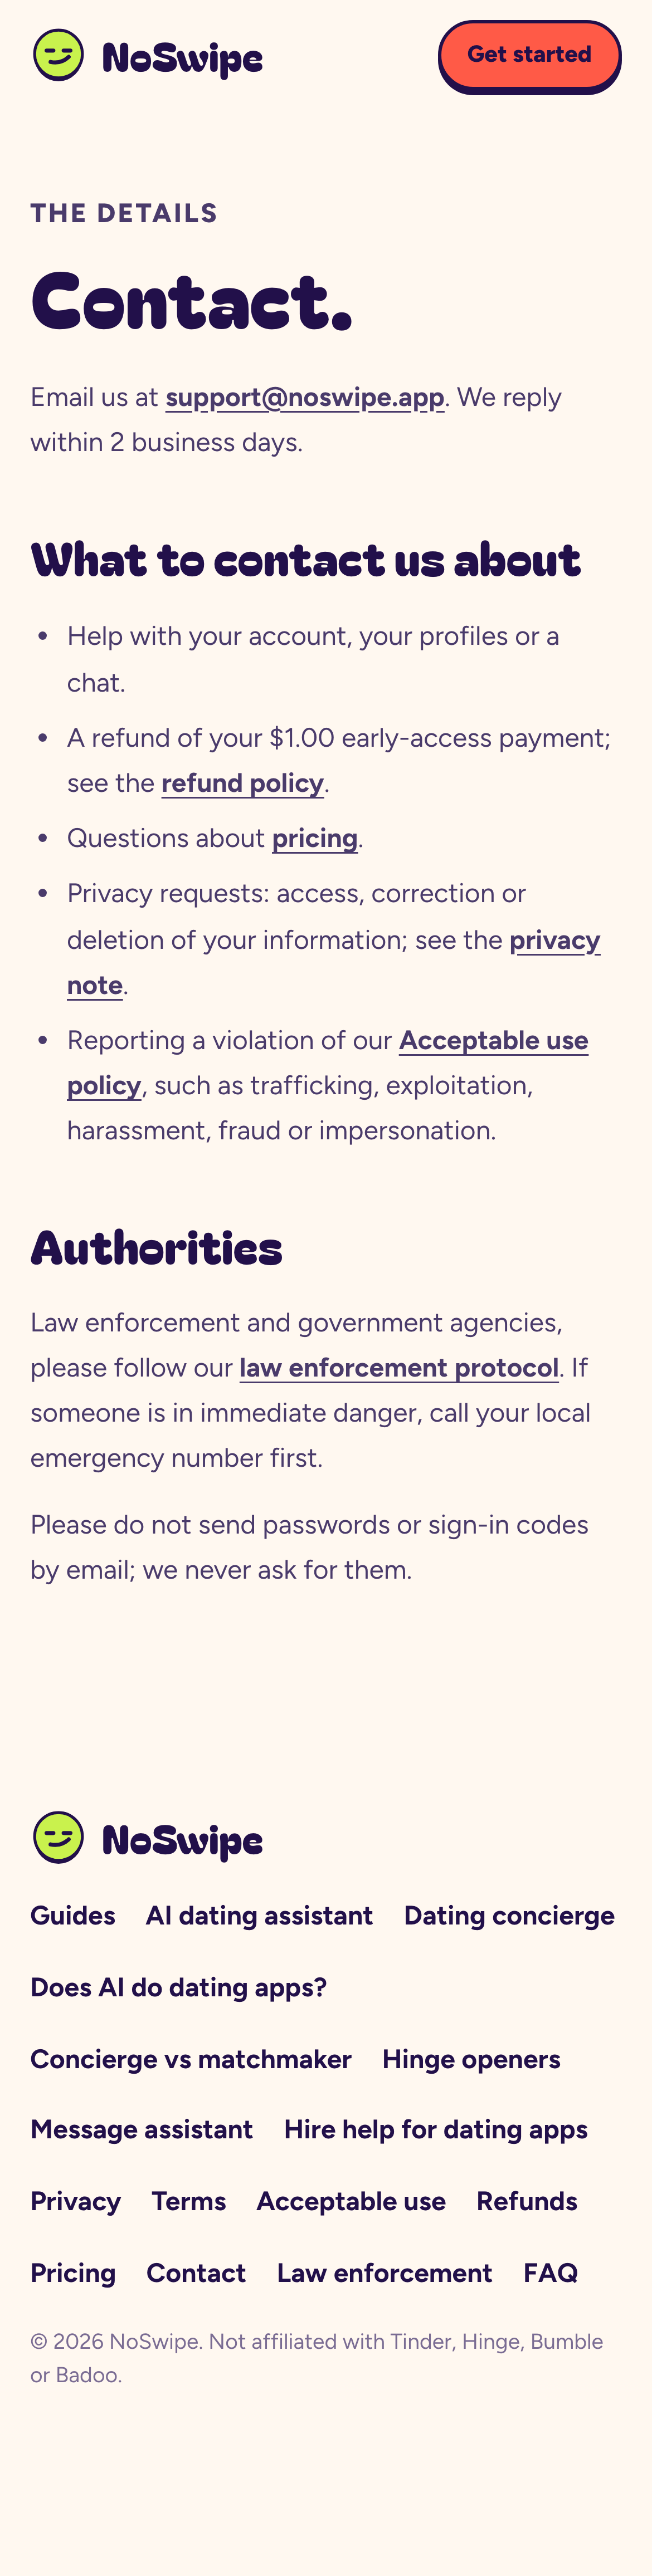 NoSwipe
Get started
THE DETAILS
Contact.
Email us at support@noswipe.app. We reply
within 2 business days.
What to contact us about
• Help with your account, your profiles or a
chat.
• A refund of your $1.00 early-access payment;
see the refund policy.
• Questions about pricing.
• Privacy requests: access, correction or
deletion of your information; see the privacy
note.
• Reporting a violation of our Acceptable use
policy, such as trafficking, exploitation,
harassment, fraud or impersonation.
Authorities
Law enforcement and government agencies,
please follow our law enforcement protocol. If
someone is in immediate danger, call your local
emergency number first.
Please do not send passwords or sign-in codes
by email; we never ask for them.
NoSwipe
Guides AI dating assistant Dating concierge
Does AI do dating apps?
Concierge vs matchmaker Hinge openers
Message assistant Hire help for dating apps
Privacy Terms Acceptable use Refunds
Pricing Contact Law enforcement FAQ
© 2026 NoSwipe. Not affiliated with Tinder, Hinge, Bumble
or Badoo.